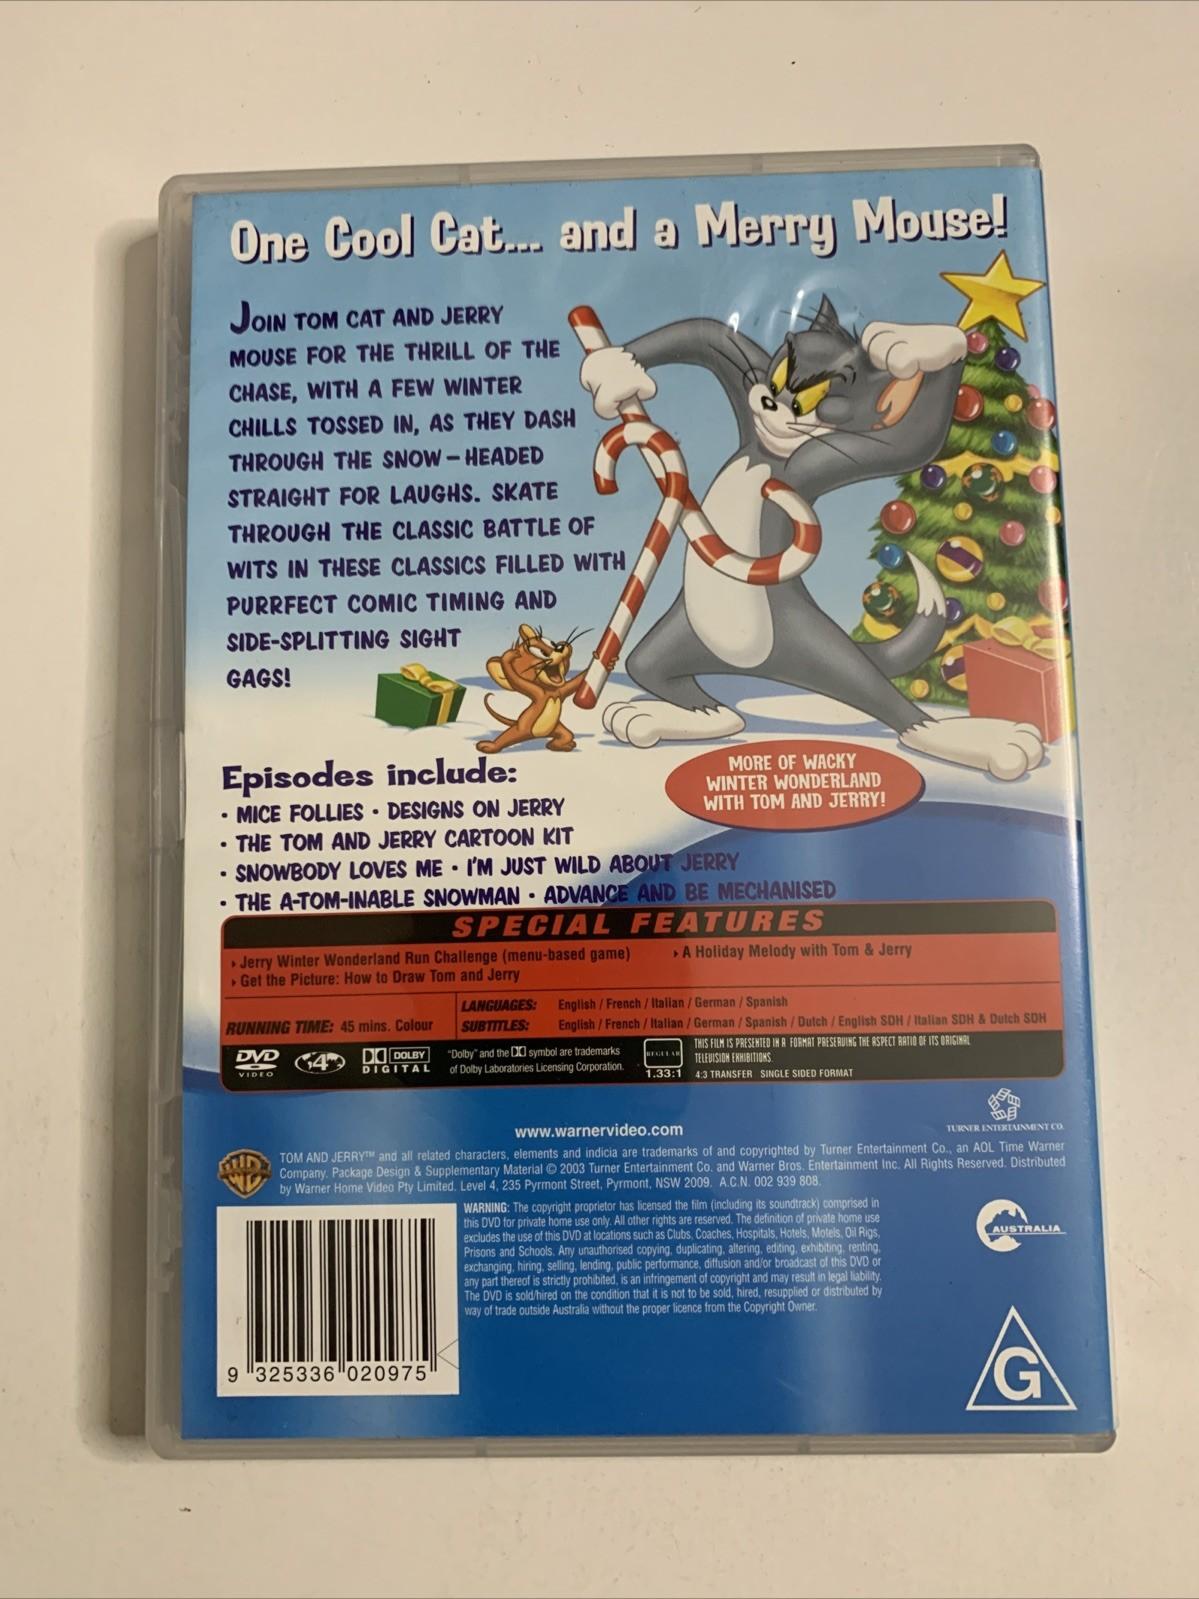 One Cool Cat... and a Merry Mouse!
JOIN TOM CAT AND JERRY
MOUSE FOR THE THRILL OF THE
CHASE, WITH A FEW WINTER
CHILLS TOSSED IN, AS THEY DASH
THROUGH THE SNOW – HEADED
STRAIGHT FOR LAUGHS. SKATE
THROUGH THE CLASSIC BATTLE OF
WITS IN THESE CLASSICS FILLED WITH
PURRFECT COMIC TIMING AND
SIDE-SPLITTING SIGHT
GAGS!
MORE OF WACKY
WINTER WONDERLAND
WITH TOM AND JERRY!
Episodes include:
• MICE FOLLIES • DESIGNS ON JERRY
• THE TOM AND JERRY CARTOON KIT
• SNOWBODY LOVES ME • I'M JUST WILD ABOUT JERRY
• THE A-TOM-INABLE SNOWMAN • ADVANCE AND BE MECHANISED
SPECIAL FEATURES
Jerry Winter Wonderland Run Challenge (menu-based game)
A Holiday Melody with Tom & Jerry
Get the Picture: How to Draw Tom and Jerry
LANGUAGES: English / French / Italian / German / Spanish
RUNNING TIME: 45 mins. Colour
SUBTITLES: English / French / Italian / German / Spanish / Dutch / English SDH / Italian SDH & Dutch SDH
DVD VIDEO
4
DOLBY DIGITAL
"Dolby" and the DD symbol are trademarks
of Dolby Laboratories Licensing Corporation.
REGULAR
1.33:1
THIS FILM IS PRESENTED IN A FORMAT PRESERVING THE ASPECT RATIO OF ITS ORIGINAL
TELEVISION EXHIBITIONS.
4:3 TRANSFER SINGLE SIDED FORMAT
www.warnervideo.com
TURNER ENTERTAINMENT CO.
WB
TOM AND JERRY™ and all related characters, elements and indicia are trademarks of and copyrighted by Turner Entertainment Co., an AOL Time Warner
Company. Package Design & Supplementary Material © 2003 Turner Entertainment Co. and Warner Bros. Entertainment Inc. All Rights Reserved. Distributed
by Warner Home Video Pty Limited. Level 4, 235 Pyrmont Street, Pyrmont, NSW 2009. A.C.N. 002 939 808.
WARNING: The copyright proprietor has licensed the film (including its soundtrack) comprised in
this DVD for private home use only. All other rights are reserved. The definition of private home use
excludes the use of this DVD at locations such as Clubs, Coaches, Hospitals, Hotels, Motels, Oil Rigs,
Prisons and Schools. Any unauthorised copying, duplicating, altering, editing, exhibiting, renting,
exchanging, hiring, selling, lending, public performance, diffusion and/or broadcast of this DVD or
any part thereof is strictly prohibited, is an infringement of copyright and may result in legal liability.
The DVD is sold/hired on the condition that it is not to be sold, hired, resupplied or distributed by
way of trade outside Australia without the proper licence from the Copyright Owner.
AUSTRALIA
9 325336 020975
G